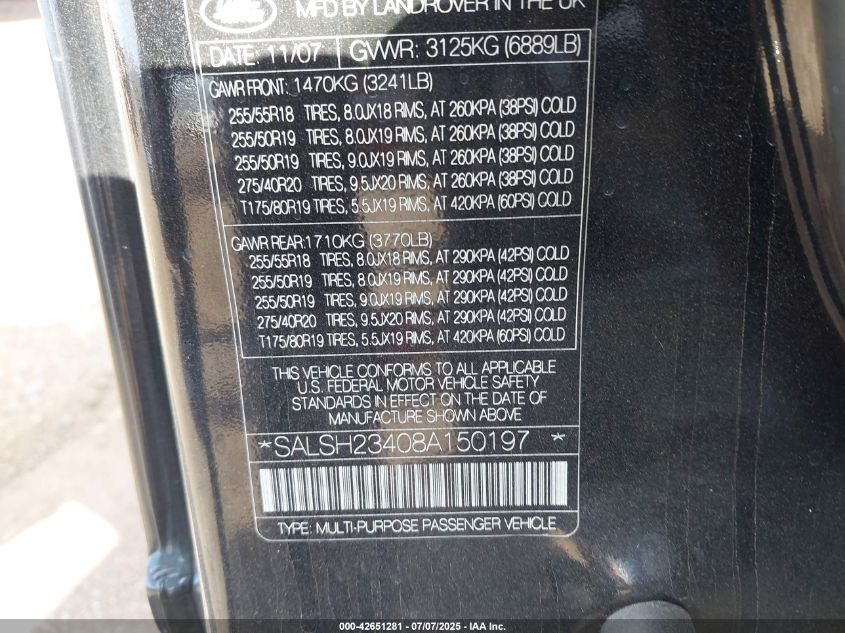 MFD BY LANDROVER IN THE UK
DATE: 11/07 GVWR: 3125KG (6889LB)
GAWR FRONT: 1470KG (3241LB)
255/55R18 TIRES, 8.0JX18 RIMS, AT 260KPA (38PSI) COLD
255/50R19 TIRES, 8.0JX19 RIMS, AT 260KPA (38PSI) COLD
255/50R19 TIRES, 9.0JX19 RIMS, AT 260KPA (38PSI) COLD
275/40R20 TIRES, 9.5JX20 RIMS, AT 260KPA (38PSI) COLD
T175/80R19 TIRES, 5.5JX19 RIMS, AT 420KPA (60PSI) COLD
GAWR REAR: 1710KG (3770LB)
255/55R18 TIRES, 8.0JX18 RIMS, AT 290KPA (42PSI) COLD
255/50R19 TIRES, 8.0JX19 RIMS, AT 290KPA (42PSI) COLD
255/50R19 TIRES, 9.0JX19 RIMS, AT 290KPA (42PSI) COLD
275/40R20 TIRES, 9.5JX20 RIMS, AT 290KPA (42PSI) COLD
T175/80R19 TIRES, 5.5JX19 RIMS, AT 420KPA (60PSI) COLD
THIS VEHICLE CONFORMS TO ALL APPLICABLE
U.S. FEDERAL MOTOR VEHICLE SAFETY
STANDARDS IN EFFECT ON THE DATE OF
MANUFACTURE SHOWN ABOVE
*SALSH23408A150197 *
TYPE: MULTI-PURPOSE PASSENGER VEHICLE
000-42651281 - 07/07/2025 - IAA Inc.